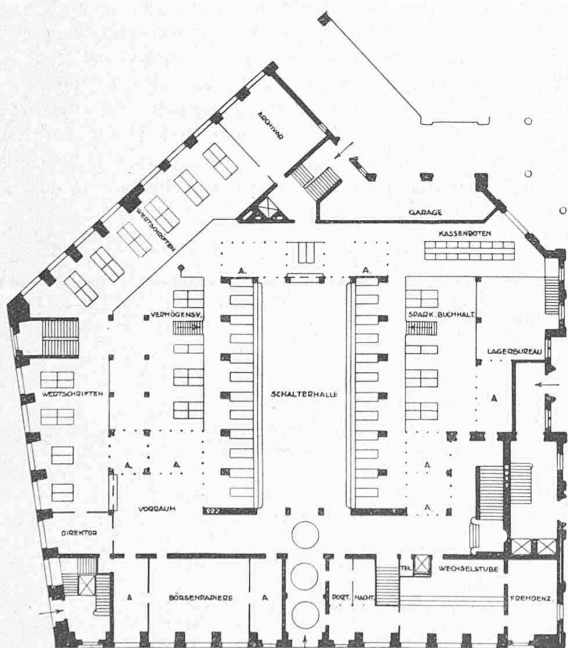 ARCHIVAR
WERTSCHRIFTEN
GARAGE
KASSENBOTEN
A.
A.
VERMÖGENSV.
SPARK. BUCHHALT.
LAGERBUREAU
A
WERTSCHRIFTEN
SCHALTERHALLE
A.
A.
A
A
VORRAUM
DIREKTOR
TEL.
WECHSELSTUBE
A
BÖRSENPAPIERE
A.
PORT.
NACHT.
FREMDENZ.